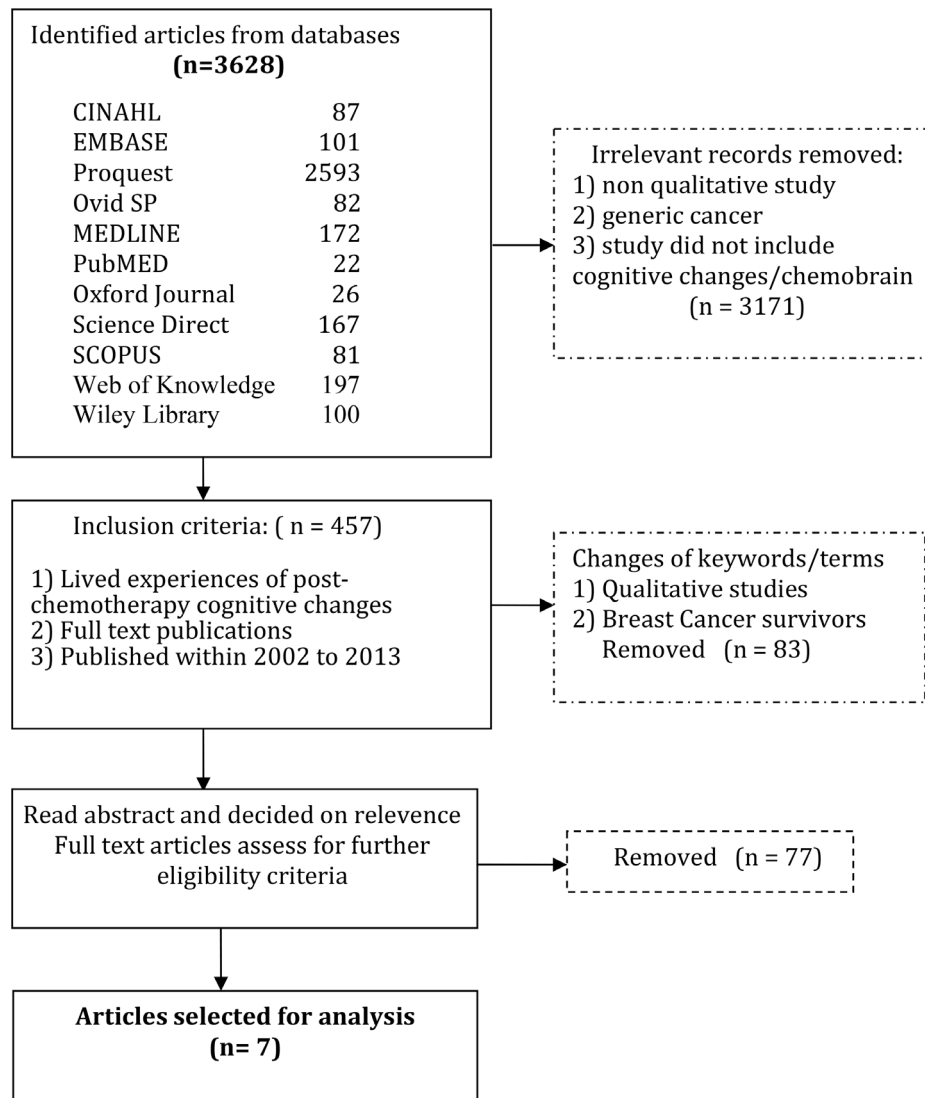 Identified articles from databases
(n=3628)
CINAHL 87
EMBASE 101
Proquest 2593
Ovid SP 82
MEDLINE 172
PubMED 22
Oxford Journal 26
Science Direct 167
SCOPUS 81
Web of Knowledge 197
Wiley Library 100
Irrelevant records removed:
1) non qualitative study
2) generic cancer
3) study did not include
cognitive changes/chemobrain
(n = 3171)
Inclusion criteria: ( n = 457)
1) Lived experiences of post-
chemotherapy cognitive changes
2) Full text publications
3) Published within 2002 to 2013
Changes of keywords/terms
1) Qualitative studies
2) Breast Cancer survivors
Removed (n = 83)
Read abstract and decided on relevence
Full text articles assess for further
eligibility criteria
Removed (n = 77)
Articles selected for analysis
(n= 7)